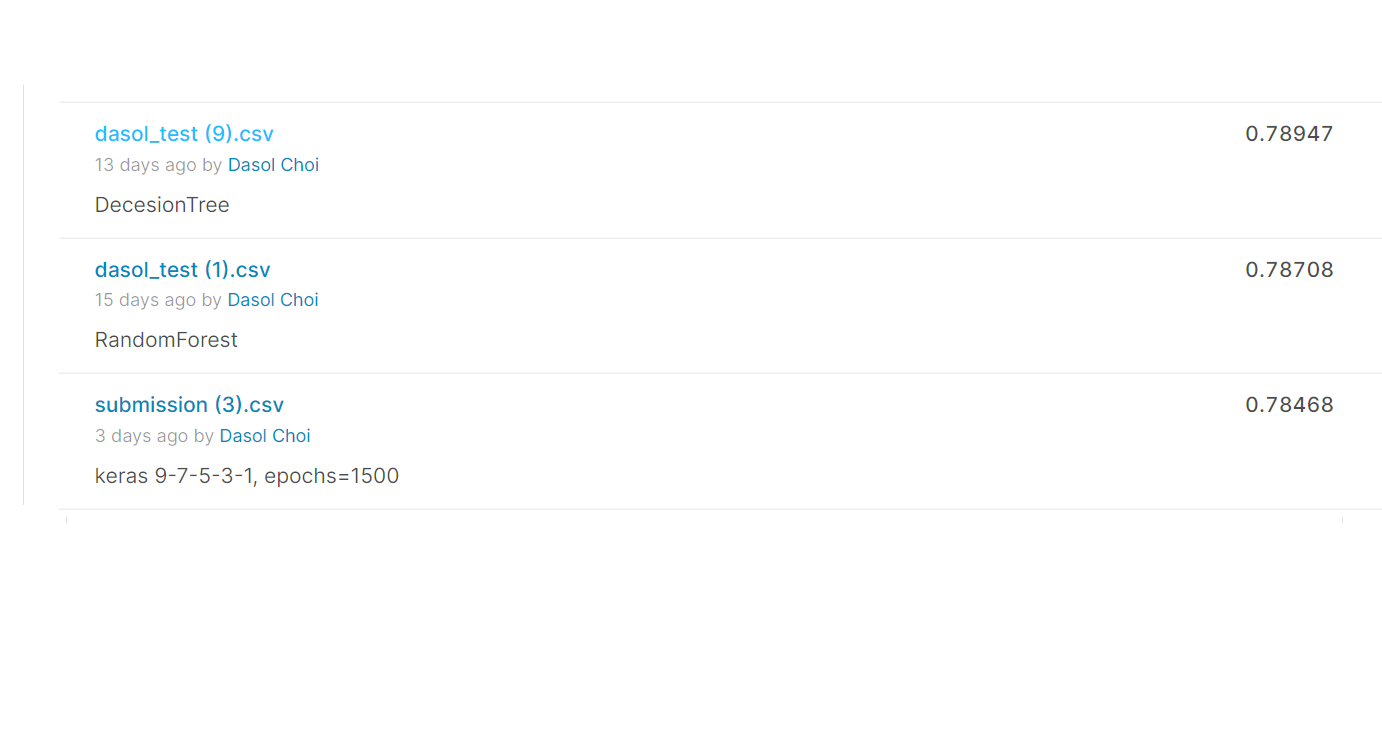 dasol_test (9).csv
0.78947
13 days ago by Dasol Choi
DecesionTree
dasol_test (1).csv
0.78708
15 days ago by Dasol Choi
RandomForest
submission (3).csv
0.78468
3 days ago by Dasol Choi
keras 9-7-5-3-1, epochs=1500